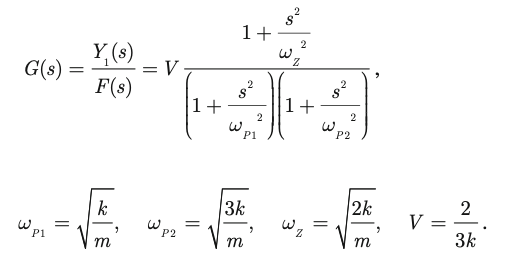 G(s) = Y₁(s) / F(s) = V (1 + s² / ω_Z²) / ((1 + s² / ω_P1²) (1 + s² / ω_P2²)),
ω_P1 = √(k/m), ω_P2 = √(3k/m), ω_Z = √(2k/m), V = 2/3k.